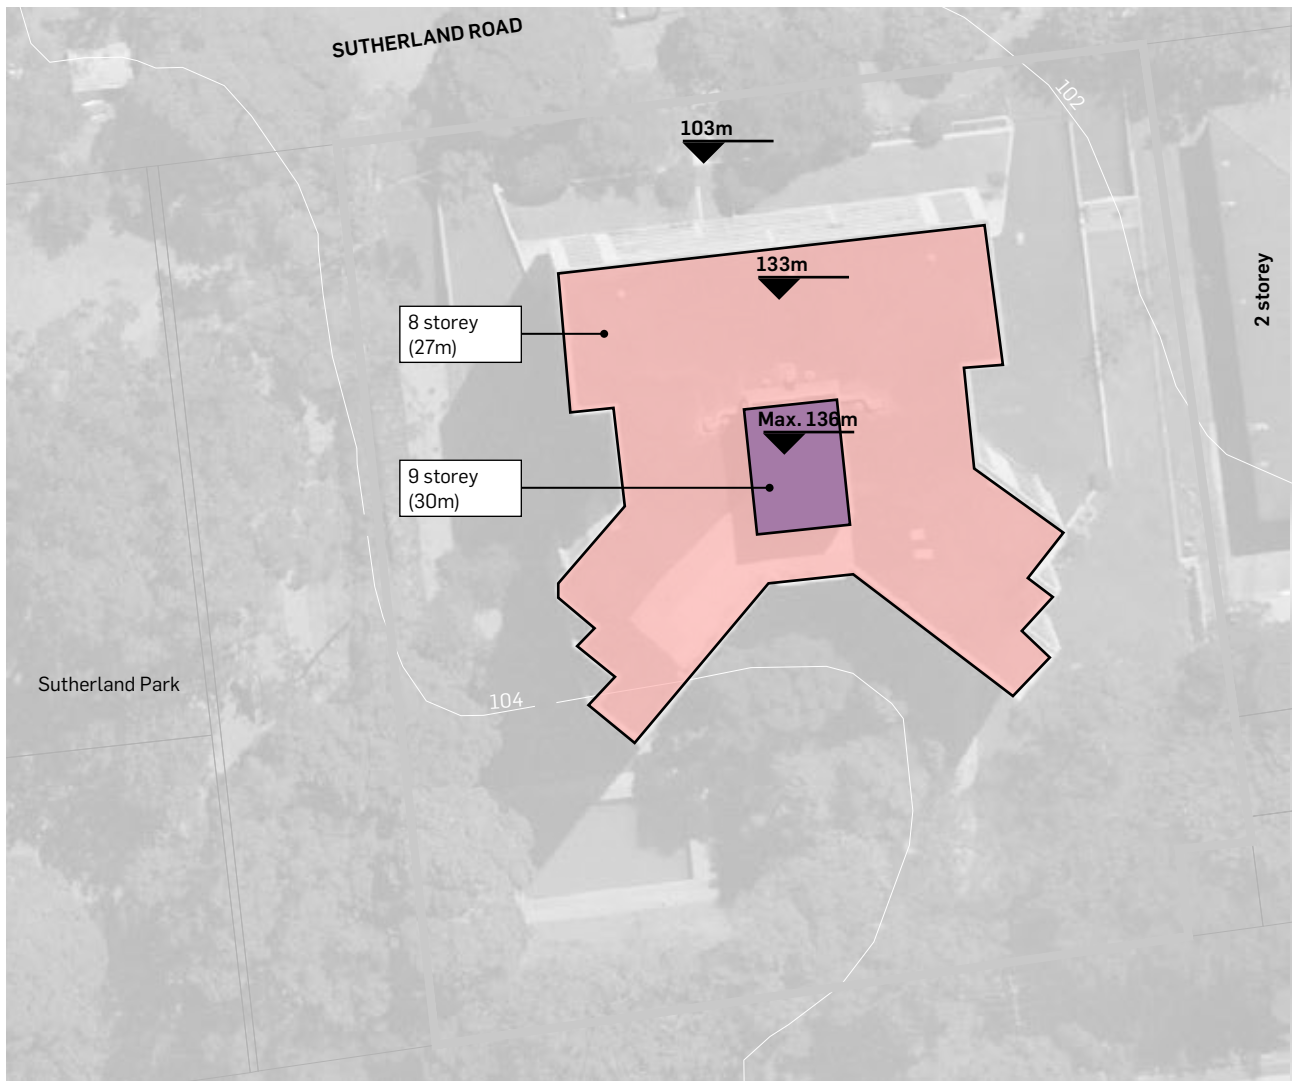 SUTHERLAND ROAD
102
103m
133m
2 storey
8 storey
(27m)
Max. 136m
9 storey
(30m)
Sutherland Park
104